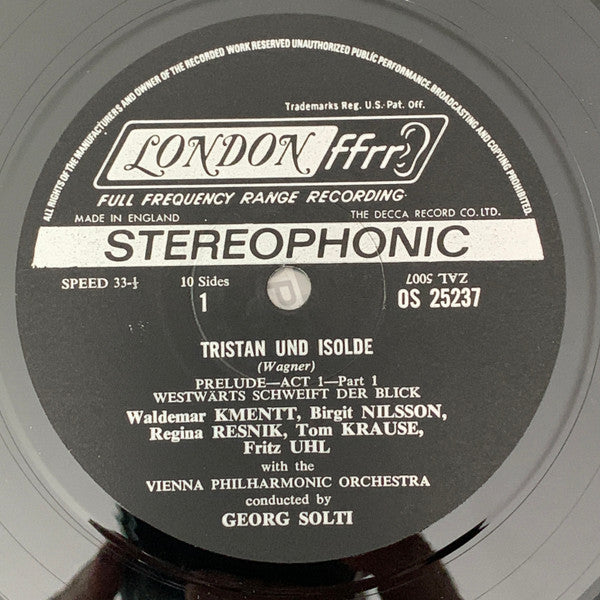 ALL RIGHTS OF THE MANUFACTURERS AND OWNER OF THE RECORDED WORK RESERVED UNAUTHORIZED PUBLIC PERFORMANCE, BROADCASTING AND COPYING PROHIBITED.
Trademarks Reg. U.S. Pat. Off.
LONDON ffrr
FULL FREQUENCY RANGE RECORDING
MADE IN ENGLAND THE DECCA RECORD CO. LTD.
STEREOPHONIC
SPEED 33-⅓ 10 Sides ZAL 5007
1 OS 25237
TRISTAN UND ISOLDE
(Wagner)
PRELUDE—ACT 1—Part 1
WESTWÄRTS SCHWEIFT DER BLICK
Waldemar KMENTT, Birgit NILSSON,
Regina RESNIK, Tom KRAUSE,
Fritz UHL
with the
VIENNA PHILHARMONIC ORCHESTRA
conducted by
GEORG SOLTI